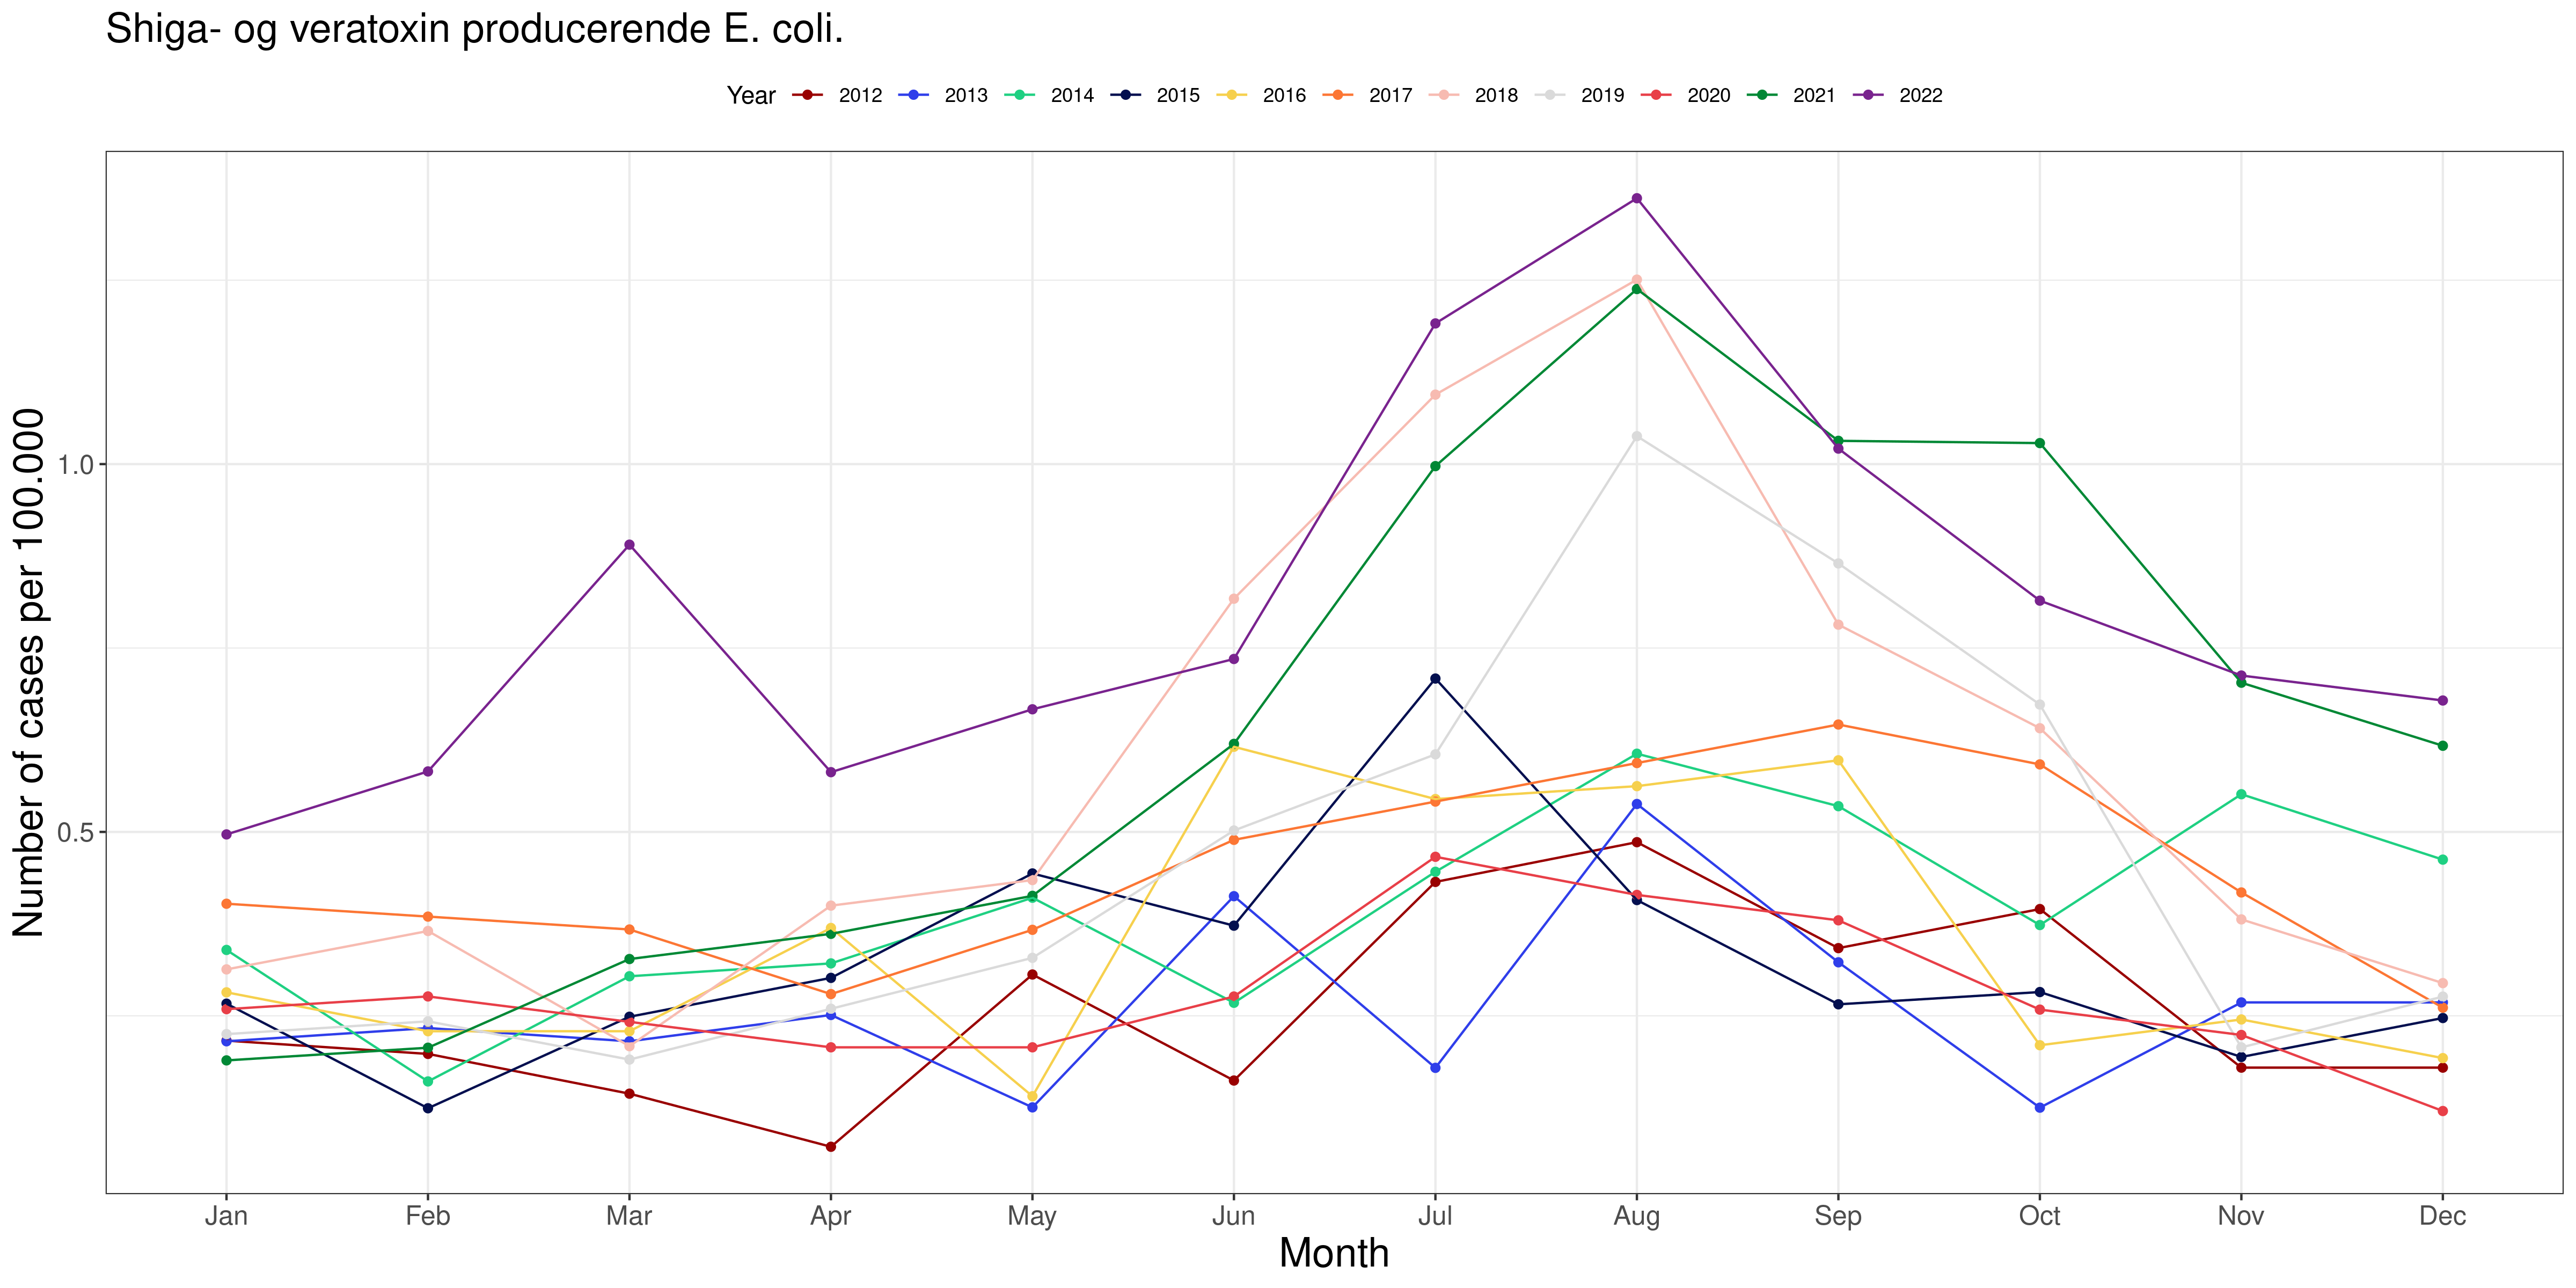 Shiga- og veratoxin producerende E. coli.
Year 2012 2013 2014 2015 2016 2017 2018 2019 2020 2021 2022
Number of cases per 100.000
1.0
0.5
Jan Feb Mar Apr May Jun Jul Aug Sep Oct Nov Dec
Month